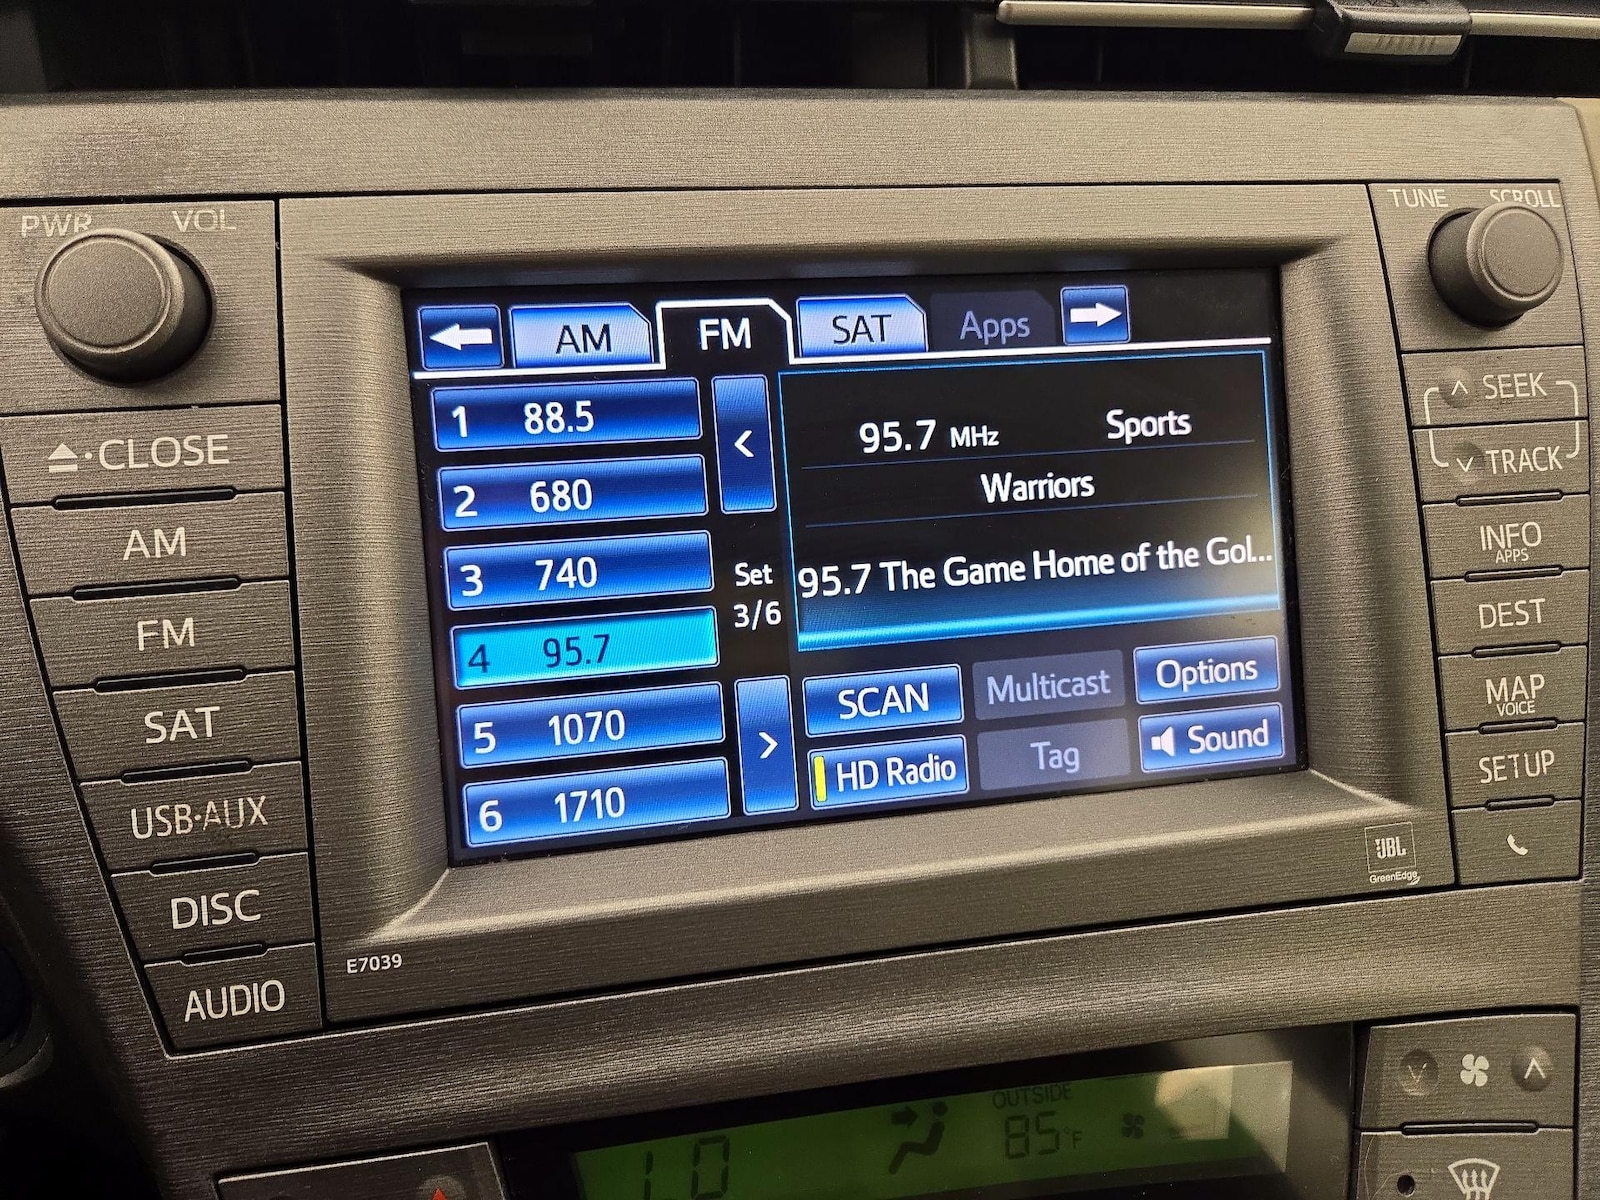 PWR VOL
TUNE SCROLL
AM FM SAT Apps
1 88.5
2 680
3 740
4 95.7
5 1070
6 1710
<
Set
3/6
>
95.7 MHz Sports
Warriors
95.7 The Game Home of the Gol...
SCAN Multicast Options
HD Radio Tag Sound
CLOSE
AM
FM
SAT
USB·AUX
DISC
AUDIO
SEEK
TRACK
INFO
APPS
DEST
MAP
VOICE
SETUP
JBL
GreenEdge
E7039
OUTSIDE
85°F